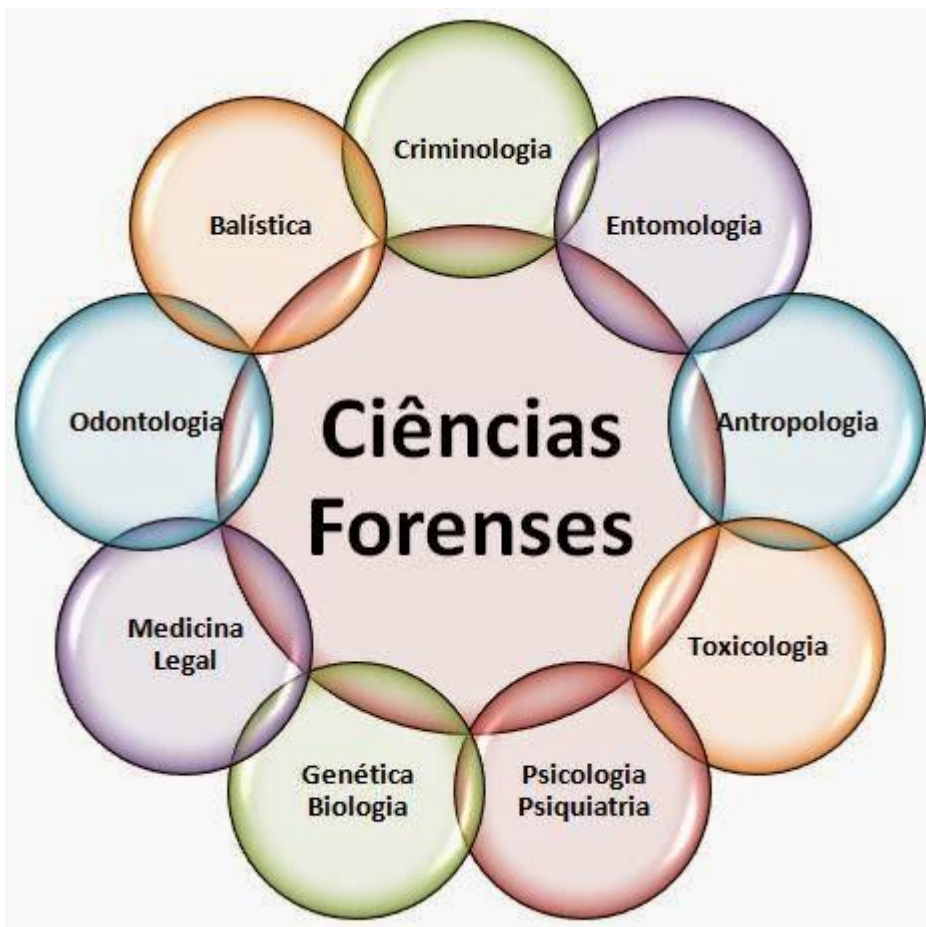 Criminologia
Entomologia
Antropologia
Toxicologia
Psicologia
Psiquiatria
Genética
Biologia
Medicina
Legal
Odontologia
Balística
Ciências
Forenses